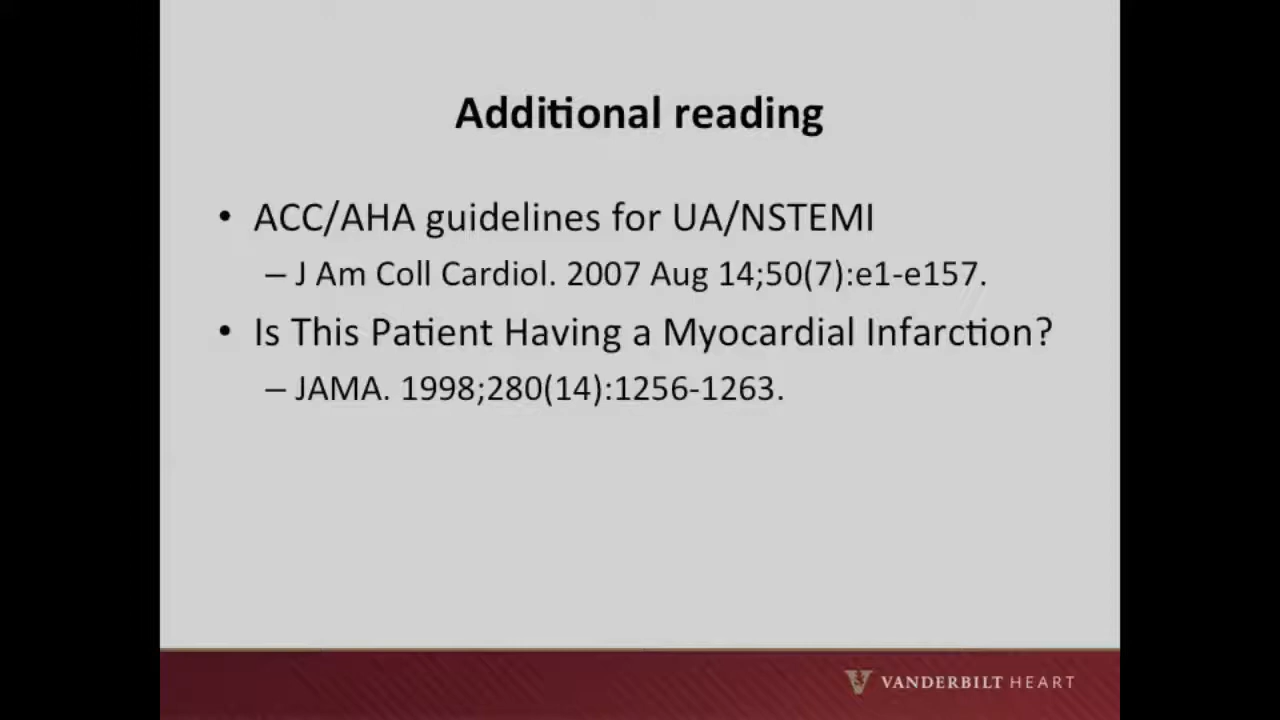 Additional reading
• ACC/AHA guidelines for UA/NSTEMI
– J Am Coll Cardiol. 2007 Aug 14;50(7):e1-e157.
• Is This Patient Having a Myocardial Infarction?
– JAMA. 1998;280(14):1256-1263.
VANDERBILT HEART